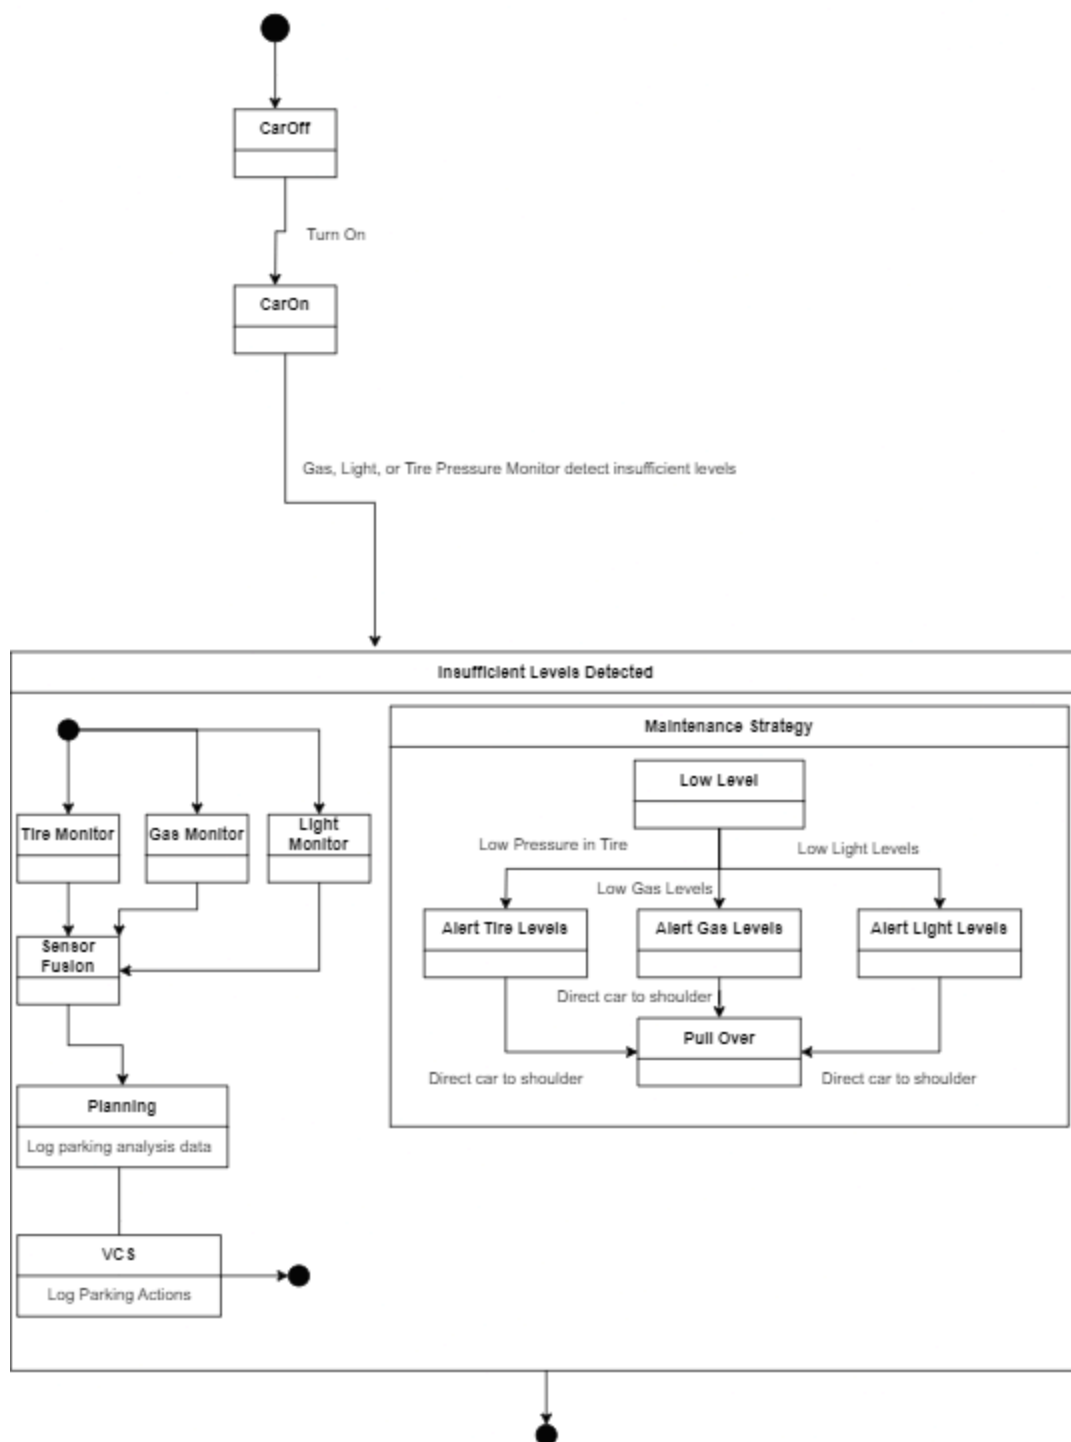 CarOff
Turn On
CarOn
Gas, Light, or Tire Pressure Monitor detect insufficient levels
Insufficient Levels Detected
Tire Monitor
Gas Monitor
Light
Monitor
Sensor
Fusion
Planning
Log parking analysis data
VCS
Log Parking Actions
Maintenance Strategy
Low Level
Low Pressure in Tire
Low Gas Levels
Low Light Levels
Alert Tire Levels
Alert Gas Levels
Alert Light Levels
Direct car to shoulder
Pull Over
Direct car to shoulder
Direct car to shoulder